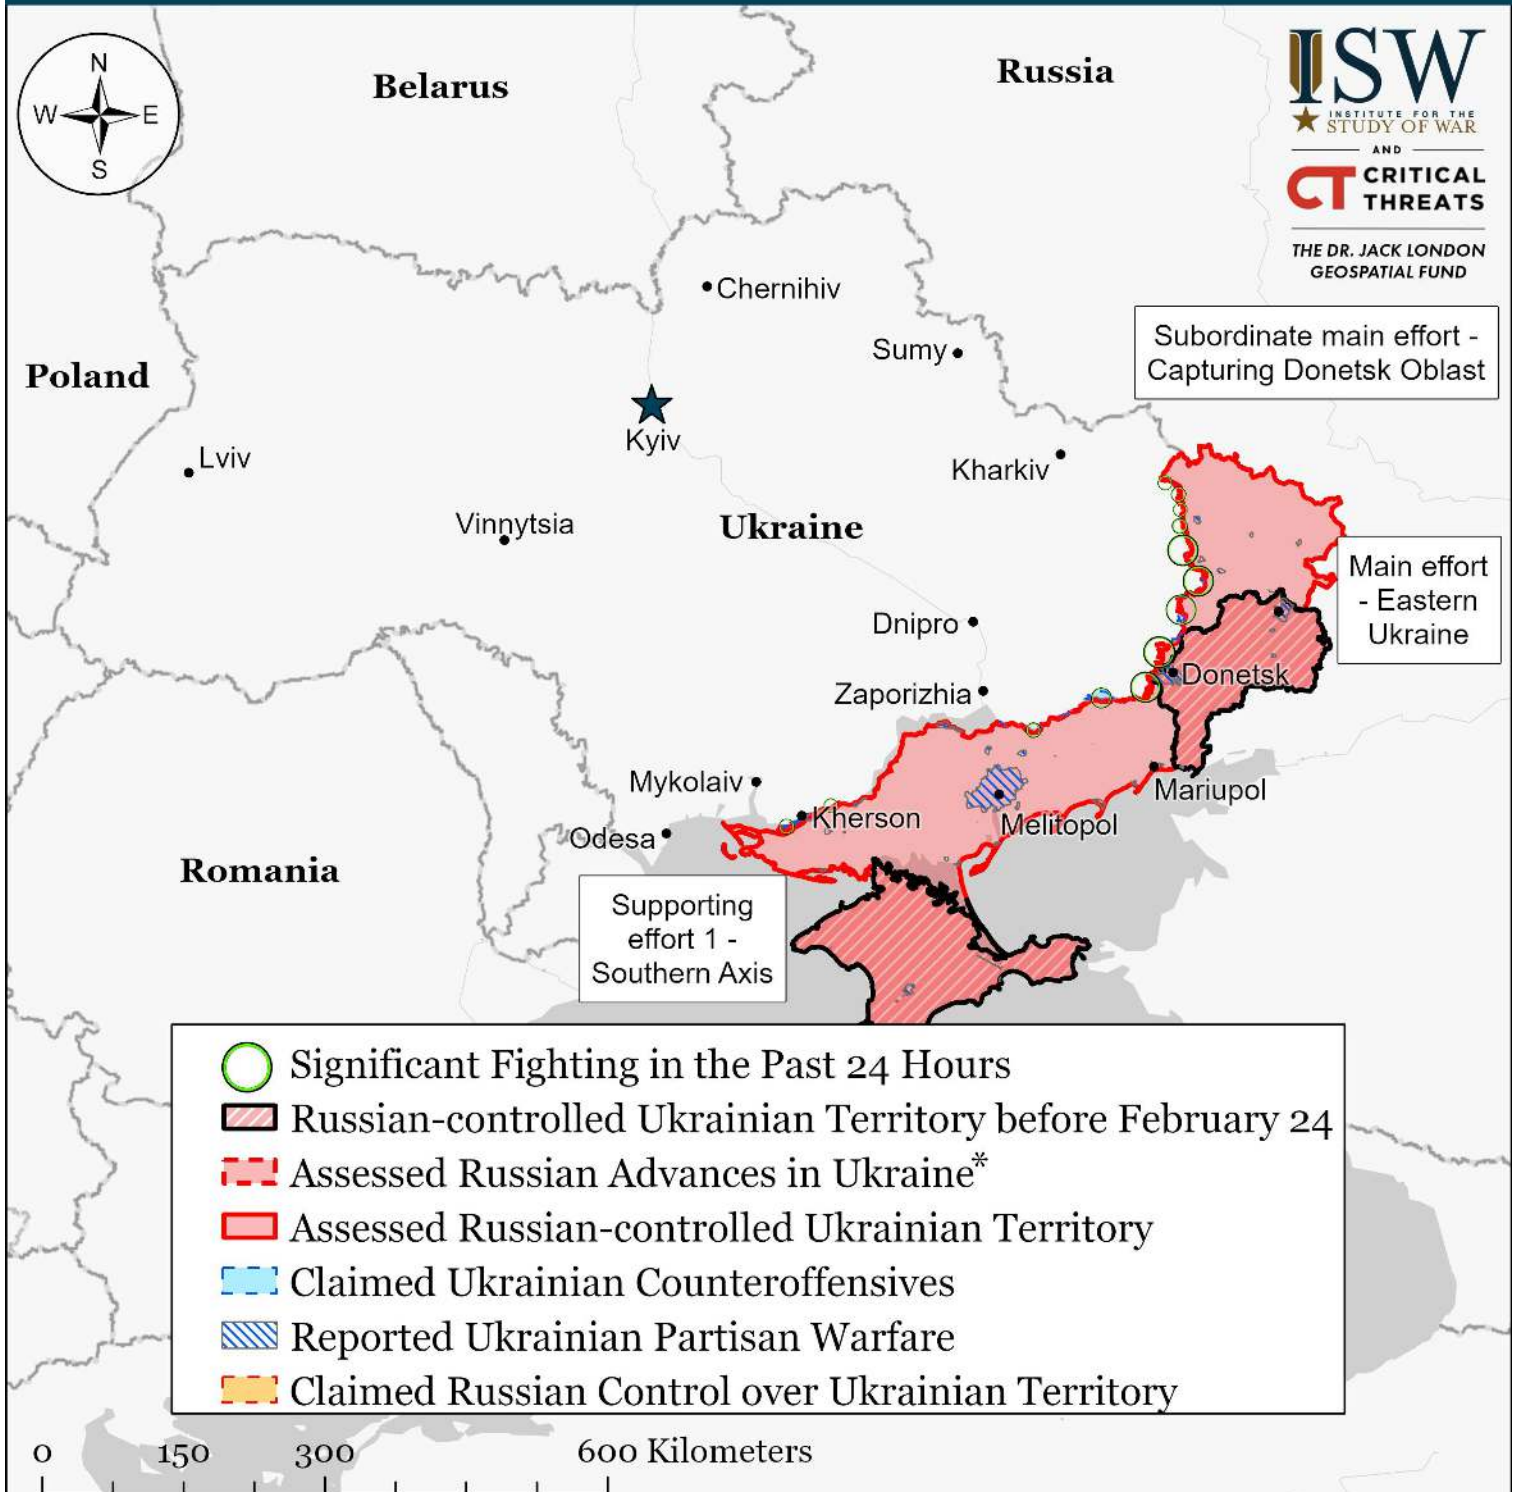 N
W
E
S
Belarus
Russia
ISW
INSTITUTE FOR THE
STUDY OF WAR
AND
CT CRITICAL
THREATS
THE DR. JACK LONDON
GEOSPATIAL FUND
Chernihiv
Subordinate main effort -
Capturing Donetsk Oblast
Sumy
Poland
Kyiv
Lviv
Kharkiv
Vinnytsia
Ukraine
Main effort
- Eastern
Ukraine
Dnipro
Donetsk
Zaporizhia
Mykolaiv
Mariupol
Kherson
Melitopol
Odesa
Romania
Supporting
effort 1 -
Southern Axis
Significant Fighting in the Past 24 Hours
Russian-controlled Ukrainian Territory before February 24
Assessed Russian Advances in Ukraine*
Assessed Russian-controlled Ukrainian Territory
Claimed Ukrainian Counteroffensives
Reported Ukrainian Partisan Warfare
Claimed Russian Control over Ukrainian Territory
0 150 300 600 Kilometers